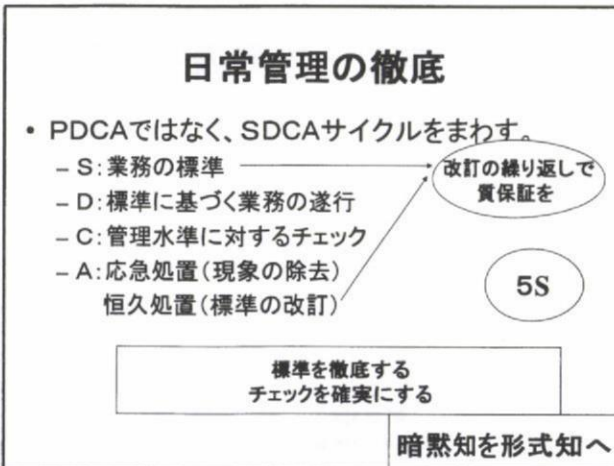 日常管理の徹底
• PDCAではなく、SDCAサイクルをまわす。
– S:業務の標準
– D:標準に基づく業務の遂行
– C:管理水準に対するチェック
– A:応急処置(現象の除去)
恒久処置(標準の改訂)
改訂の繰り返しで
質保証を
5S
標準を徹底する
チェックを確実にする
暗黙知を形式知へ